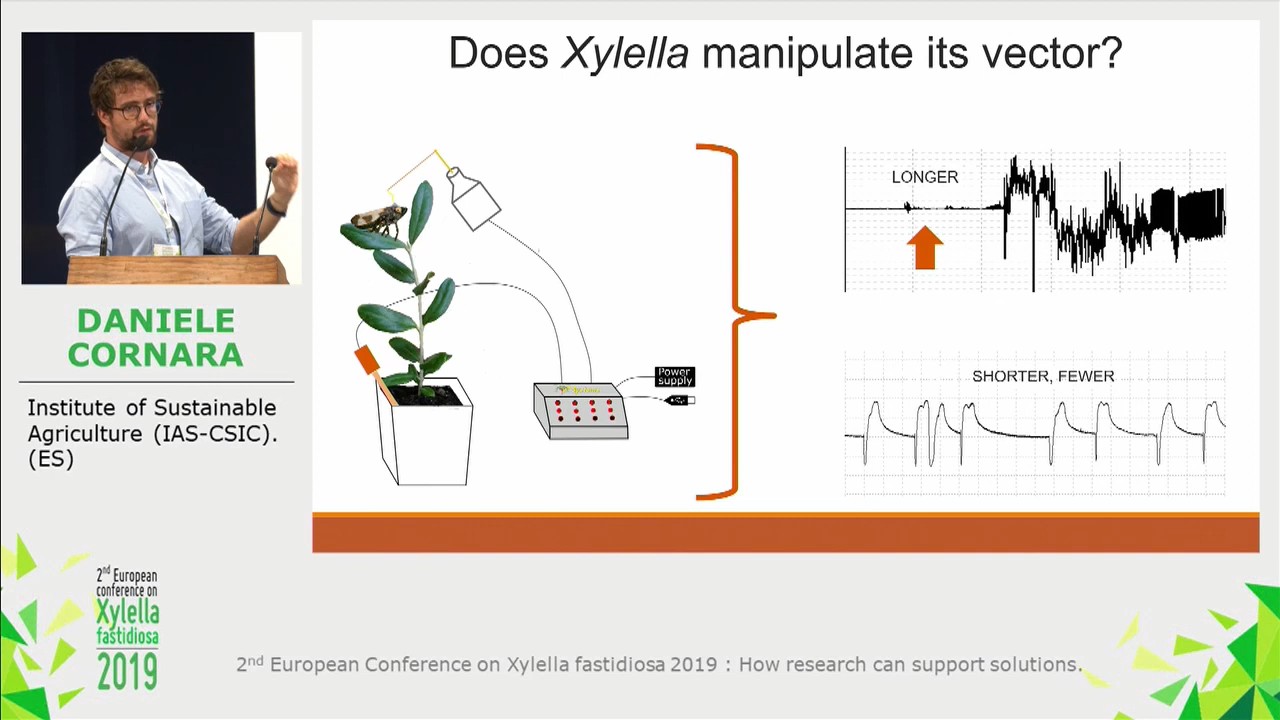 Does Xylella manipulate its vector?
LONGER
SHORTER, FEWER
Power
supply
DANIELE
CORNARA
Institute of Sustainable
Agriculture (IAS-CSIC).
(ES)
2nd European
conference on
Xylella
fastidiosa
2019
2nd European Conference on Xylella fastidiosa 2019 : How research can support solutions.